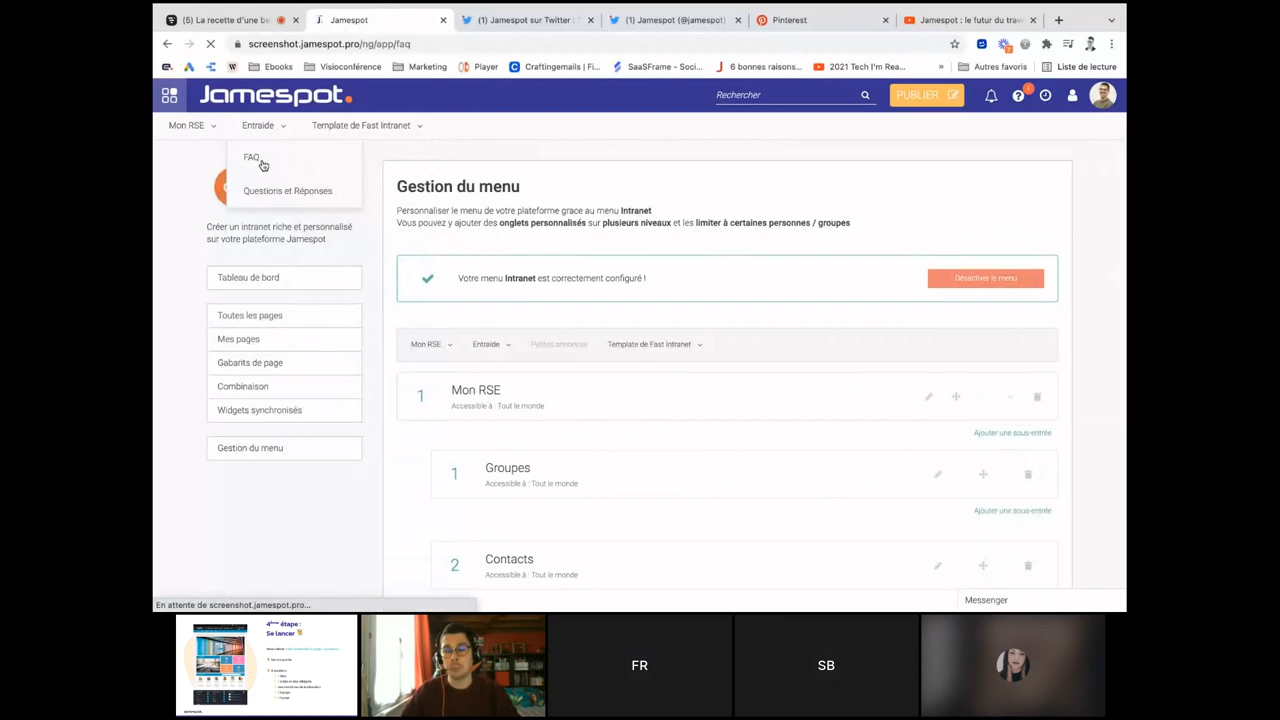 (5) La recette d'une be
Jamespot
(1) Jamespot sur Twitter : "
(1) Jamespot (@jamespot)
Pinterest
Jamespot : le futur du trav
screenshot.jamespot.pro/ng/app/faq
Ebooks
Visioconférence
Marketing
Player
Craftingemails | Fi...
SaaSFrame - Soci...
6 bonnes raisons...
2021 Tech I'm Rea...
»
Autres favoris
Liste de lecture
Jamespot.
Rechercher
PUBLIER
1
Mon RSE
Entraide
Template de Fast Intranet
FAQ
Questions et Réponses
Créer un intranet riche et personnalisé
sur votre plateforme Jamespot
Tableau de bord
Toutes les pages
Mes pages
Gabarits de page
Combinaison
Widgets synchronisés
Gestion du menu
Gestion du menu
Personnaliser le menu de votre plateforme grace au menu Intranet
Vous pouvez y ajouter des onglets personnalisés sur plusieurs niveaux et les limiter à certaines personnes / groupes
Votre menu Intranet est correctement configuré !
Désactiver le menu
Mon RSE
Entraide
Petites annonces
Template de Fast Intranet
1
Mon RSE
Accessible à : Tout le monde
Ajouter une sous-entrée
1
Groupes
Accessible à : Tout le monde
Ajouter une sous-entrée
2
Contacts
Accessible à : Tout le monde
Messenger
En attente de screenshot.jamespot.pro...
4ème étape :
Se lancer
FR
SB